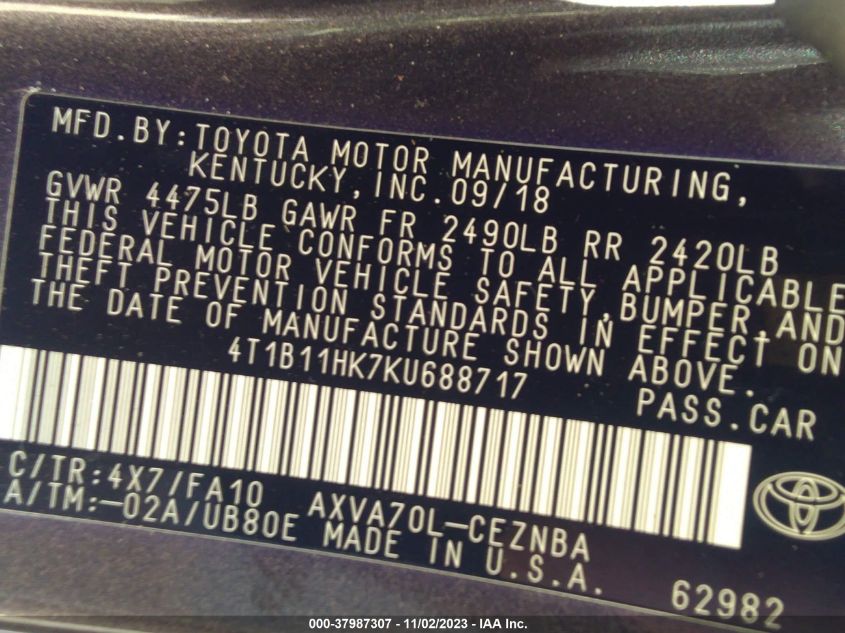 MFD.BY:TOYOTA MOTOR MANUFACTURING,
KENTUCKY,INC.09/18
GVWR 4475LB GAWR FR 2490LB RR 2420LB
THIS VEHICLE CONFORMS TO ALL APPLICABLE
FEDERAL MOTOR VEHICLE SAFETY,BUMPER,AND
THEFT PREVENTION STANDARDS IN EFFECT ON
THE DATE OF MANUFACTURE SHOWN ABOVE.
4T1B11HK7KU688717 PASS.CAR
C/TR:4X7/FA10 AXVA70L-CEZNBA
A/TM:-02A/UB80E MADE IN U.S.A. 62982
000-37987307 - 11/02/2023 - IAA Inc.